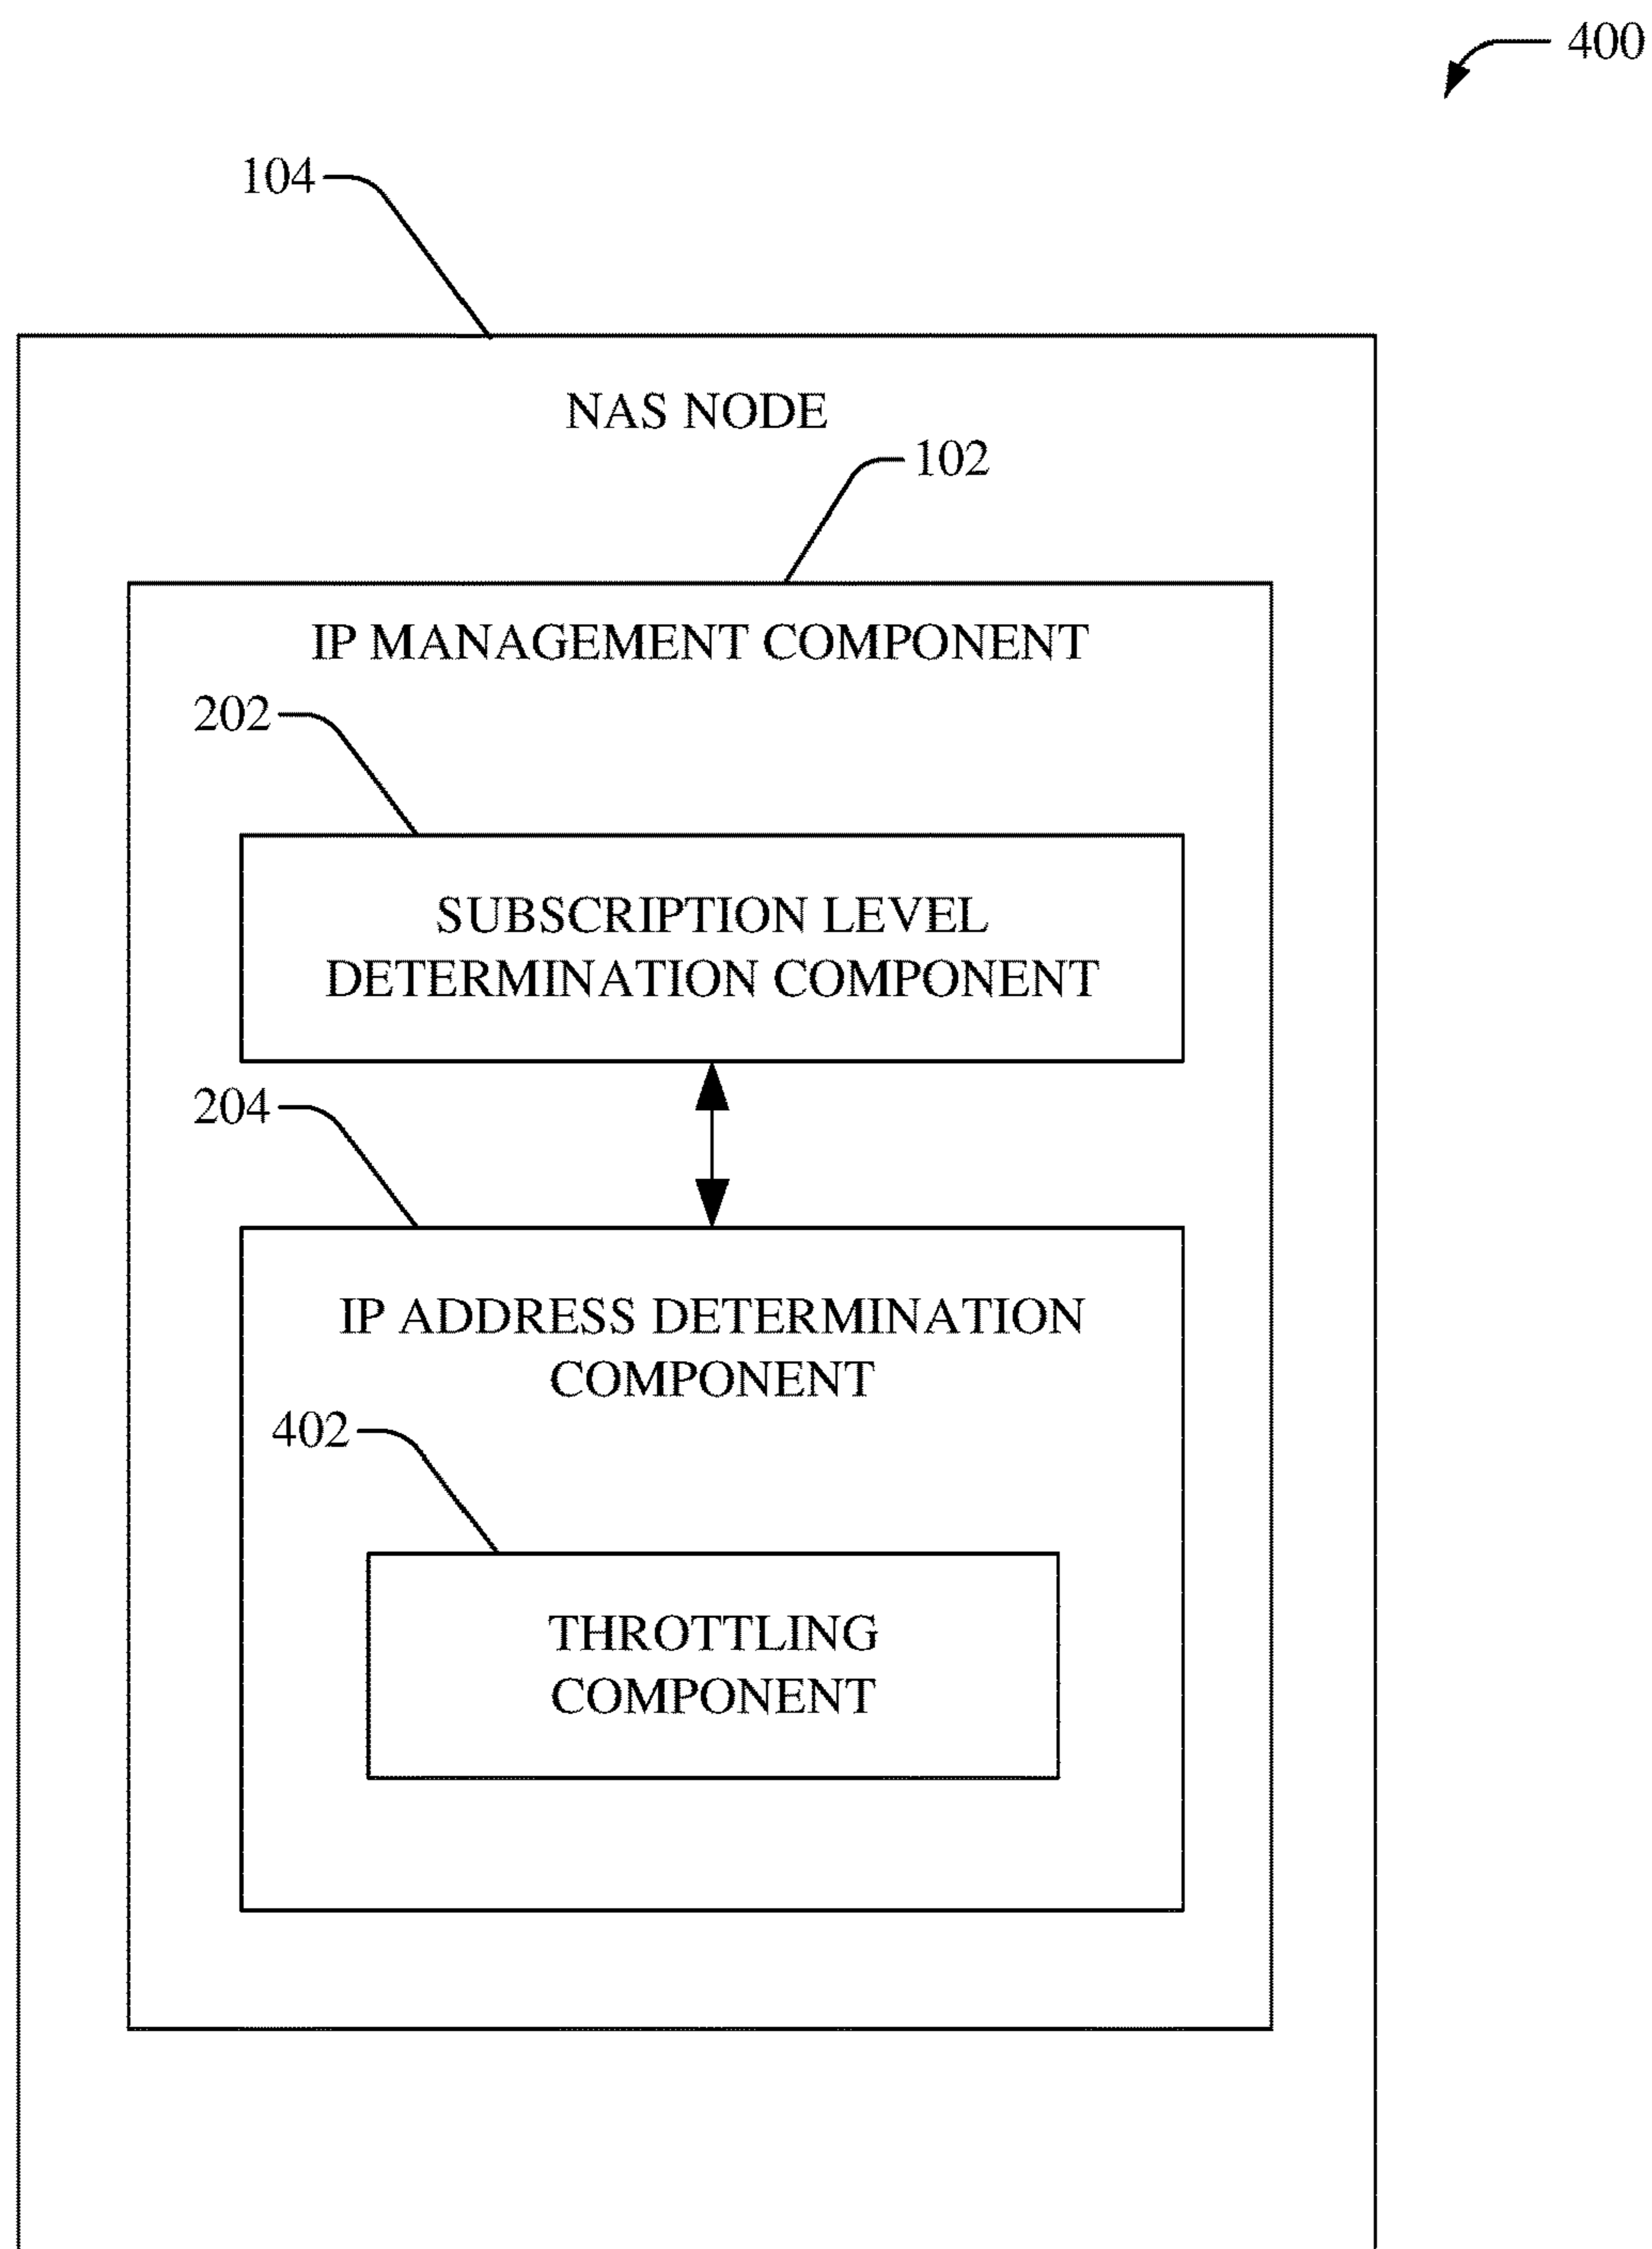 400
104
NAS NODE
102
IP MANAGEMENT COMPONENT
202
SUBSCRIPTION LEVEL
DETERMINATION COMPONENT
204
IP ADDRESS DETERMINATION
COMPONENT
402
THROTTLING
COMPONENT